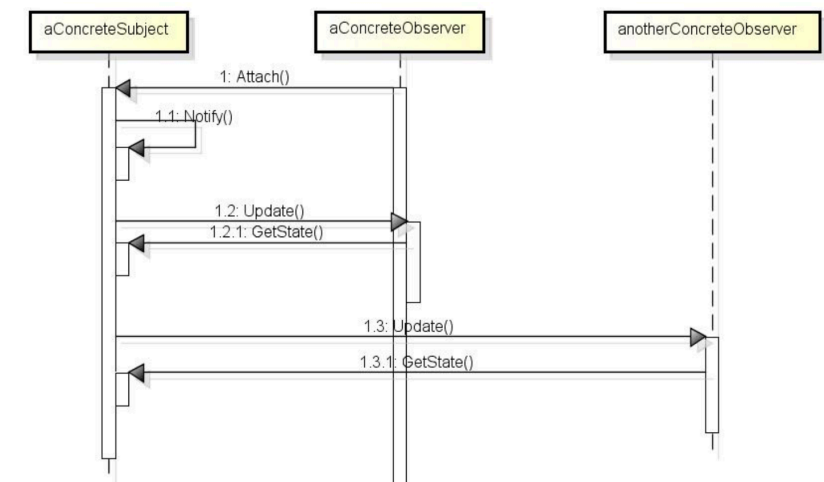 aConcreteSubject
aConcreteObserver
anotherConcreteObserver
1: Attach()
1.1: Notify()
1.2: Update()
1.2.1: GetState()
1.3: Update()
1.3.1: GetState()